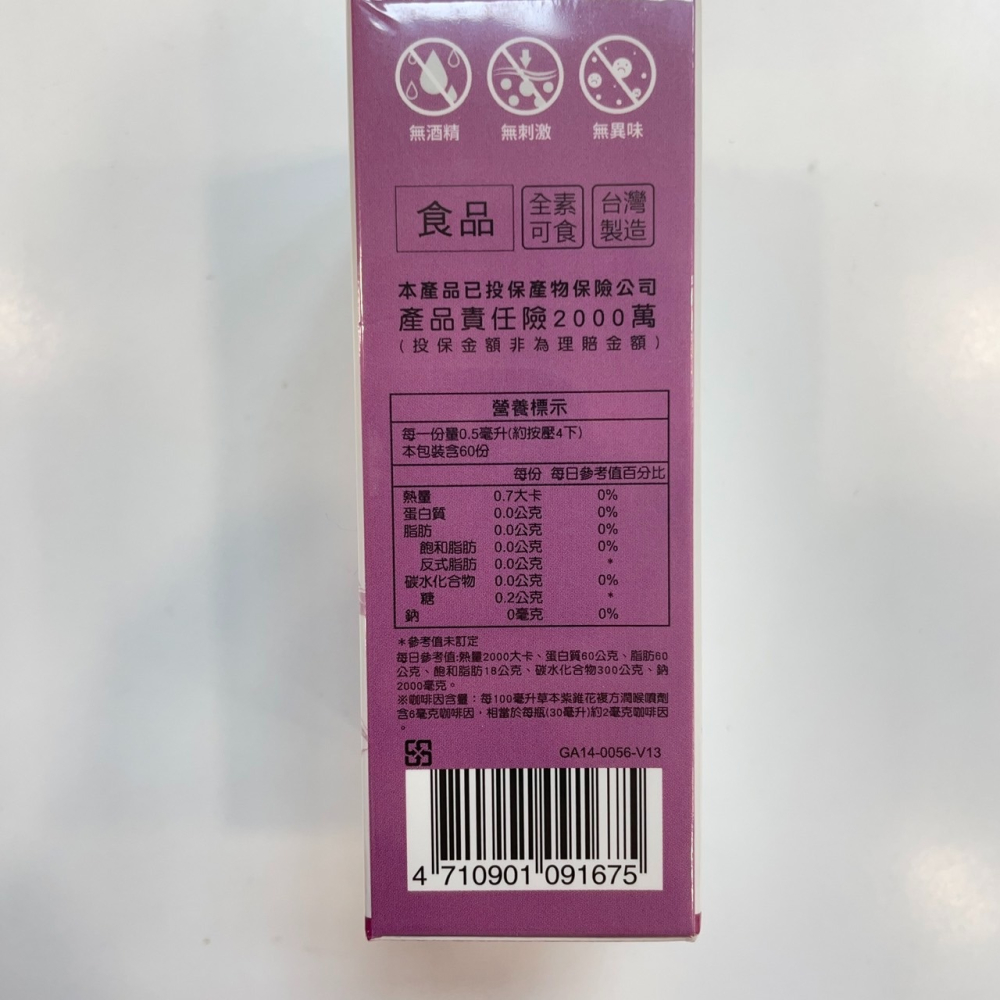 無酒精 無刺激 無異味
食品 全素可食 台灣製造
本產品已投保產物保險公司
產品責任險2000萬
(投保金額非為理賠金額)
營養標示
每一份量0.5毫升(約按壓4下)
本包裝含60份
每份 每日參考值百分比
熱量 0.7大卡 0%
蛋白質 0.0公克 0%
脂肪 0.0公克 0%
飽和脂肪 0.0公克 0%
反式脂肪 0.0公克 *
碳水化合物 0.0公克 0%
糖 0.2公克 *
鈉 0毫克 0%
*參考值未訂定
每日參考值:熱量2000大卡、蛋白質60公克、脂肪60
公克、飽和脂肪18公克、碳水化合物300公克、鈉
2000毫克。
※咖啡因含量：每100毫升草本紫錐花複方潤喉噴劑
含6毫克咖啡因，相當於每瓶(30毫升)約2毫克咖啡因
。
GA14-0056-V13
4 710901 091675